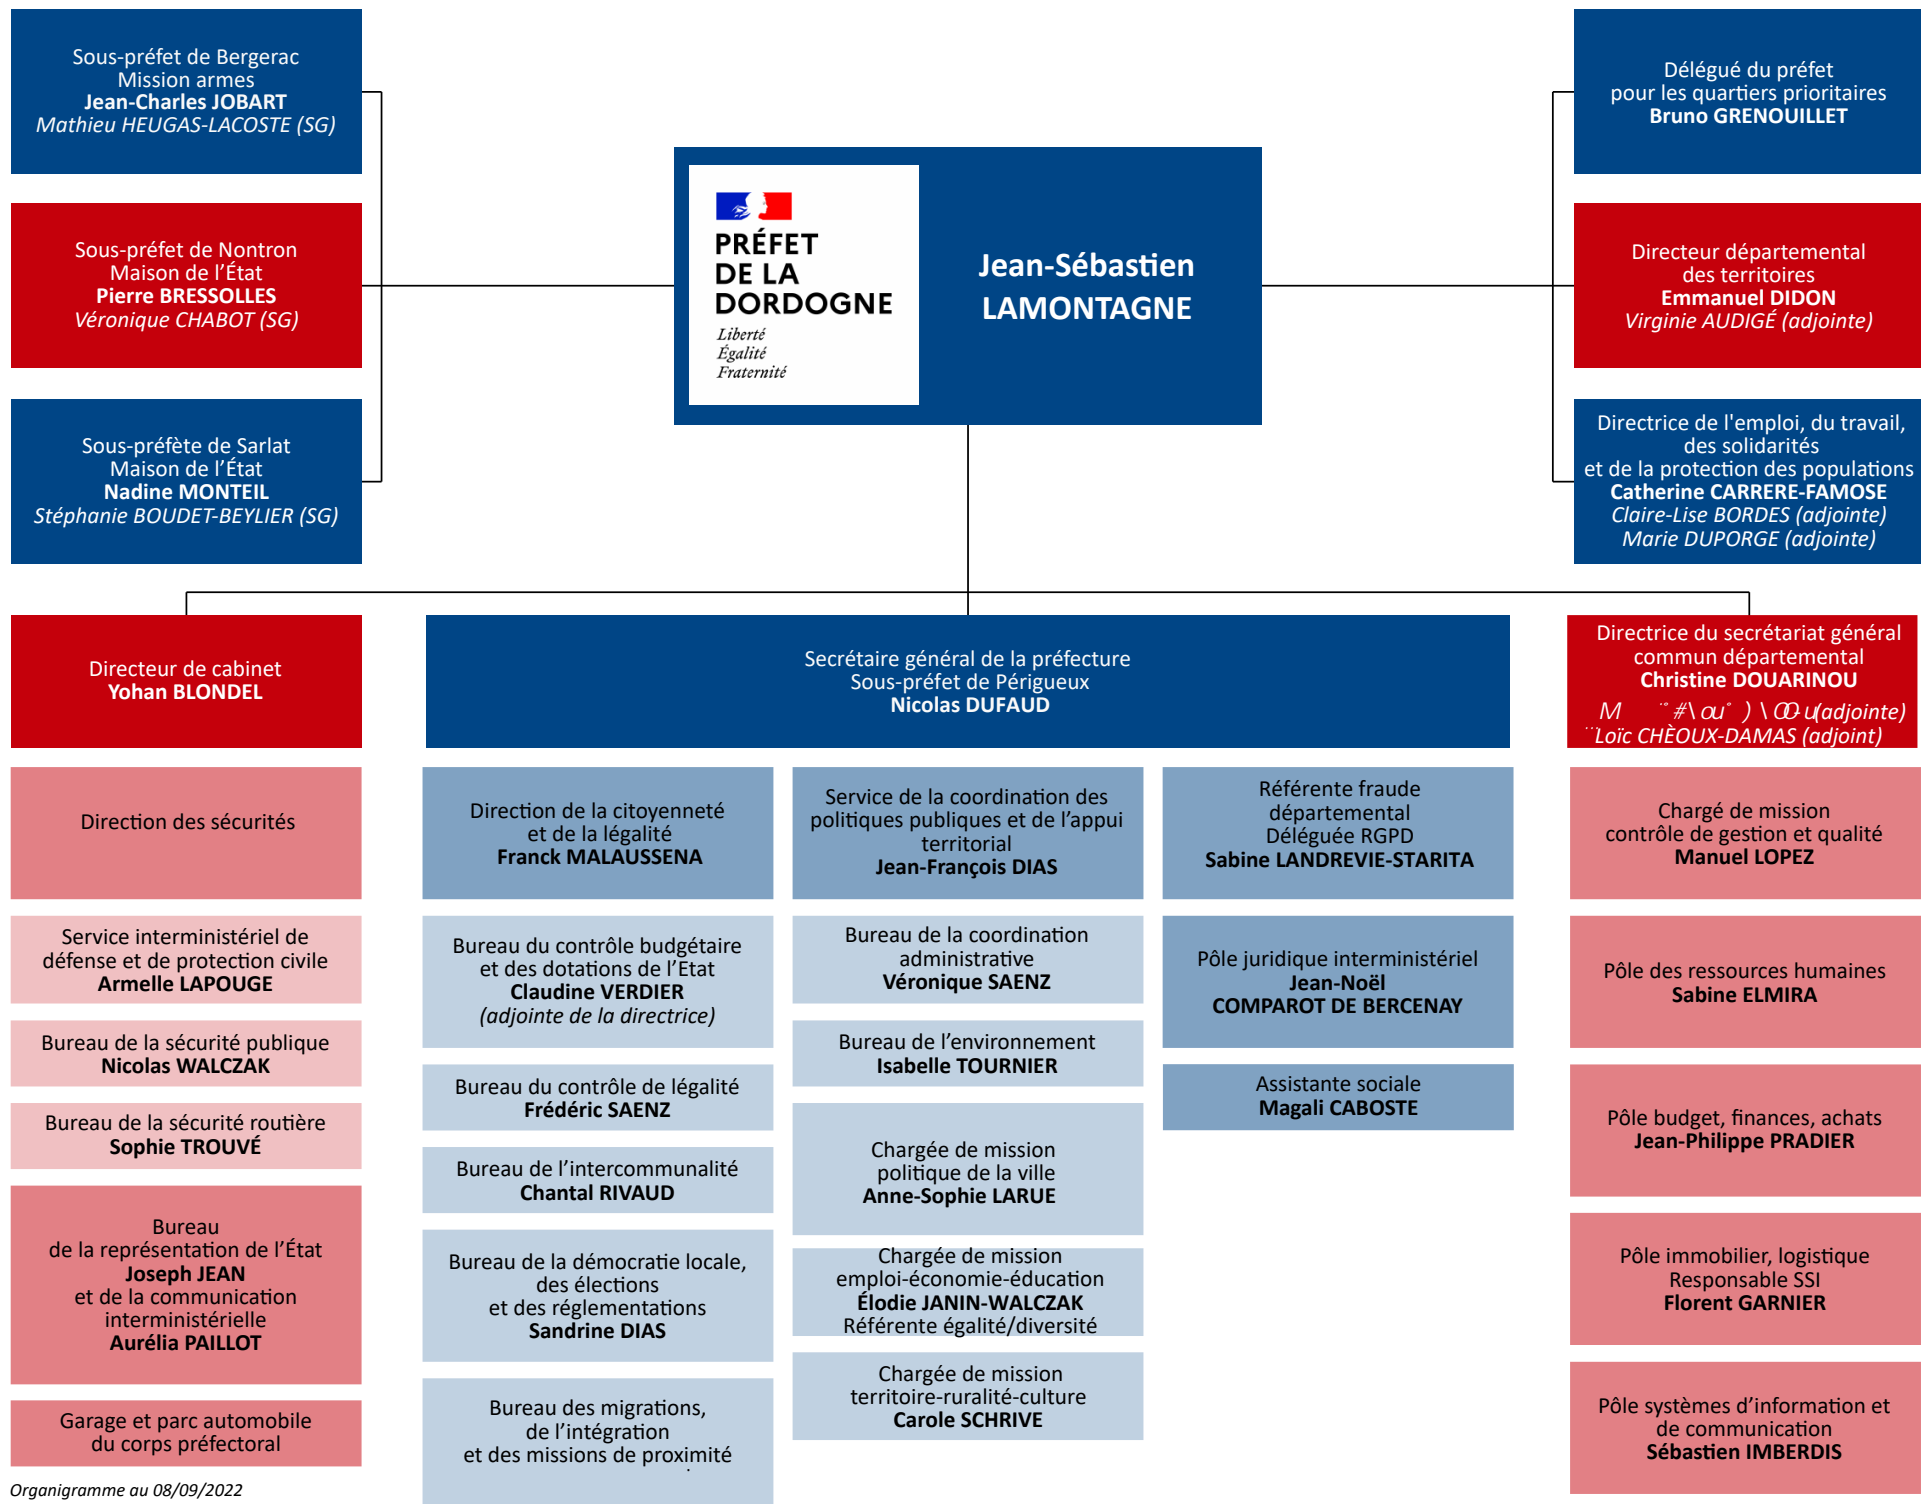 Sous-préfet de Bergerac
Mission armes
Jean-Charles JOBART
Mathieu HEUGAS-LACOSTE (SG)
Sous-préfet de Nontron
Maison de l’État
Pierre BRESSOLLES
Véronique CHABOT (SG)
Sous-préfète de Sarlat
Maison de l’État
Nadine MONTEIL
Stéphanie BOUDET-BEYLIER (SG)
PRÉFET
DE LA
DORDOGNE
Liberté
Égalité
Fraternité
Jean-Sébastien
LAMONTAGNE
Délégué du préfet
pour les quartiers prioritaires
Bruno GRENOUILLET
Directeur départemental
des territoires
Emmanuel DIDON
Virginie AUDIGÉ (adjointe)
Directrice de l'emploi, du travail,
des solidarités
et de la protection des populations
Catherine CARRERE-FAMOSE
Claire-Lise BORDES (adjointe)
Marie DUPORGE (adjointe)
Directeur de cabinet
Yohan BLONDEL
Secrétaire général de la préfecture
Sous-préfet de Périgueux
Nicolas DUFAUD
Directrice du secrétariat général
commun départemental
Christine DOUARINOU
(adjointe)
Loïc CHÈOUX-DAMAS (adjoint)
Direction des sécurités
Service interministériel de
défense et de protection civile
Armelle LAPOUGE
Bureau de la sécurité publique
Nicolas WALCZAK
Bureau de la sécurité routière
Sophie TROUVÉ
Bureau
de la représentation de l’État
Joseph JEAN
et de la communication
interministérielle
Aurélia PAILLOT
Garage et parc automobile
du corps préfectoral
Direction de la citoyenneté
et de la légalité
Franck MALAUSSENA
Bureau du contrôle budgétaire
et des dotations de l’Etat
Claudine VERDIER
(adjointe de la directrice)
Bureau du contrôle de légalité
Frédéric SAENZ
Bureau de l’intercommunalité
Chantal RIVAUD
Bureau de la démocratie locale,
des élections
et des réglementations
Sandrine DIAS
Bureau des migrations,
de l’intégration
et des missions de proximité
Service de la coordination des
politiques publiques et de l’appui
territorial
Jean-François DIAS
Bureau de la coordination
administrative
Véronique SAENZ
Bureau de l’environnement
Isabelle TOURNIER
Chargée de mission
politique de la ville
Anne-Sophie LARUE
Chargée de mission
emploi-économie-éducation
Élodie JANIN-WALCZAK
Référente égalité/diversité
Chargée de mission
territoire-ruralité-culture
Carole SCHRIVE
Référente fraude
départemental
Déléguée RGPD
Sabine LANDREVIE-STARITA
Pôle juridique interministériel
Jean-Noël
COMPAROT DE BERCENAY
Assistante sociale
Magali CABOSTE
Chargé de mission
contrôle de gestion et qualité
Manuel LOPEZ
Pôle des ressources humaines
Sabine ELMIRA
Pôle budget, finances, achats
Jean-Philippe PRADIER
Pôle immobilier, logistique
Responsable SSI
Florent GARNIER
Pôle systèmes d’information et
de communication
Sébastien IMBERDIS
Organigramme au 08/09/2022